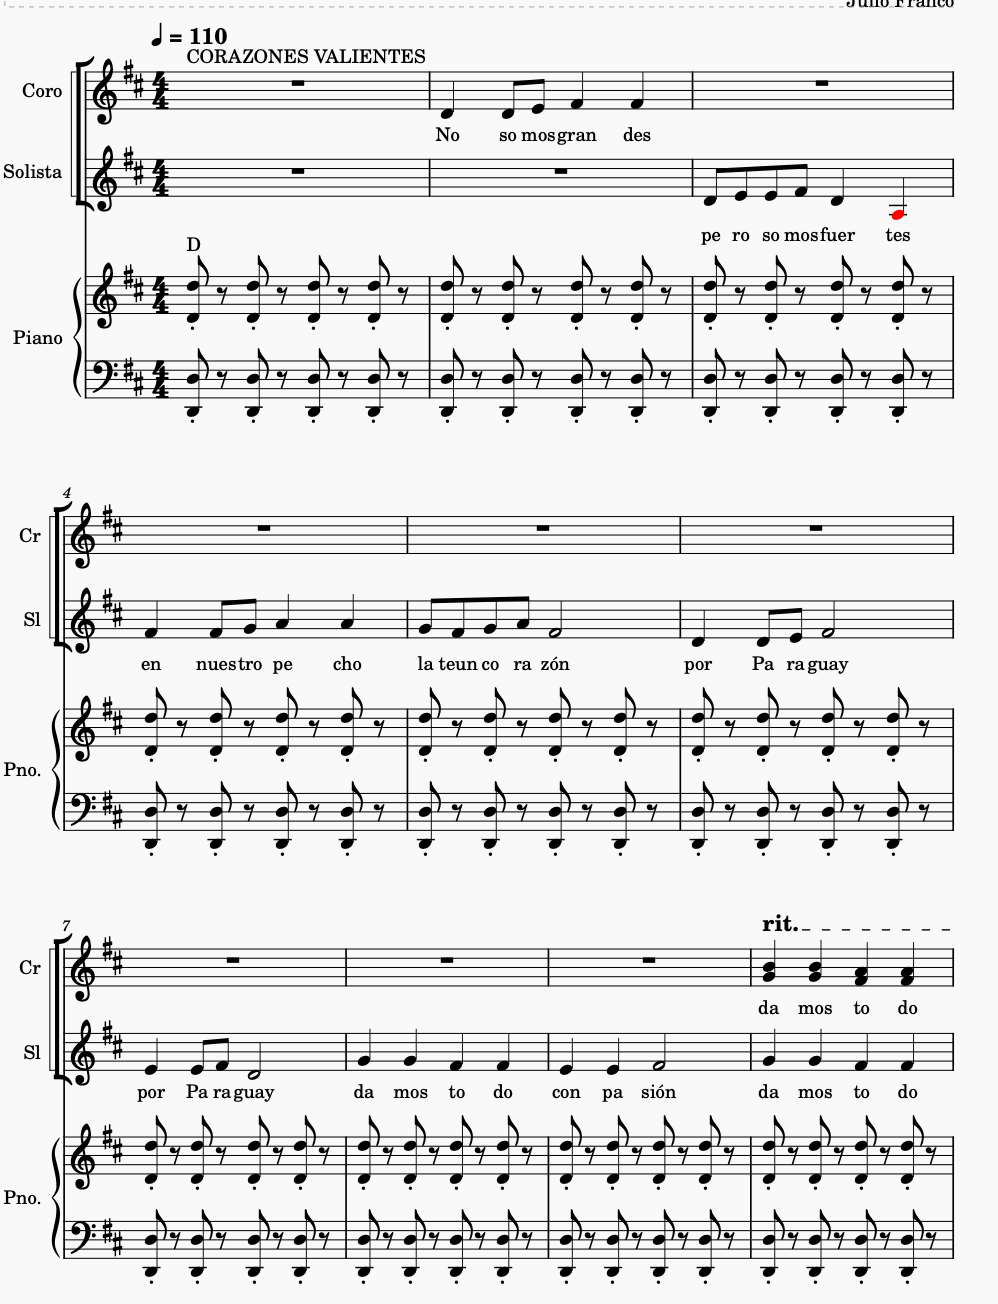 Julio Franco
♩ = 110
CORAZONES VALIENTES
Coro
No so mos gran des
Solista
pe ro so mos fuer tes
D
Piano
4
Cr
Sl
en nues tro pe cho la teun co ra zón por Pa ra guay
Pno.
7
rit.
Cr
da mos to do
Sl
por Pa ra guay da mos to do con pa sión da mos to do
Pno.